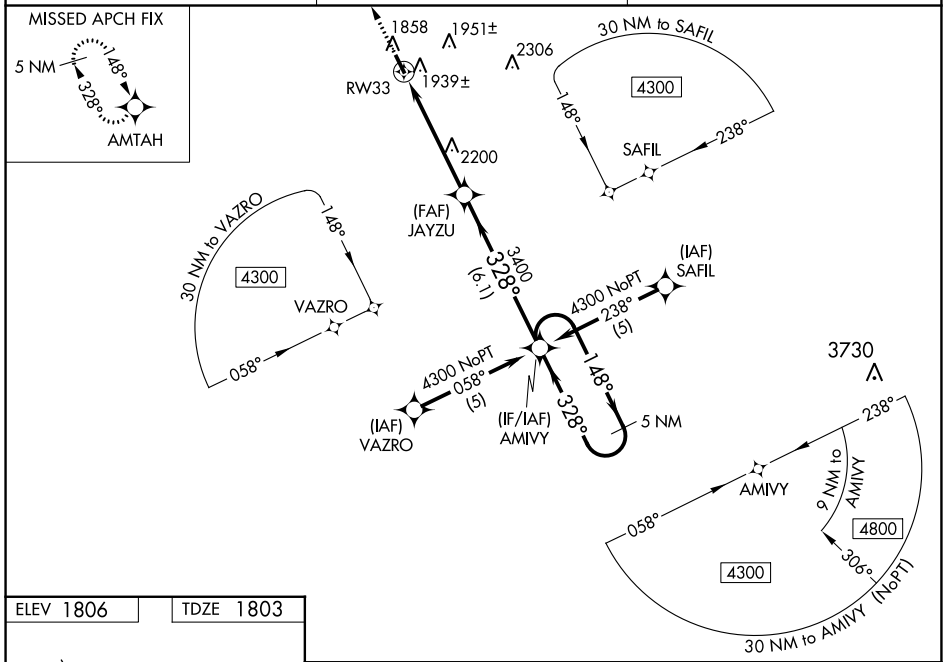 MISSED APCH FIX
5 NM
148°
328°
AMTAH
1858
1951±
2306
RW33
1939±
2200
(FAF)
JAYZU
3400
328°
(6.1)
30 NM to SAFIL
4300
148°
238°
SAFIL
30 NM to VAZRO
4300
148°
VAZRO
058°
(IAF)
SAFIL
4300 NoPT
238°
(5)
4300 NoPT
058°
(5)
(IAF)
VAZRO
(IF/IAF)
AMIVY
148°
328°
5 NM
3730
238°
AMIVY
9 NM to
AMIVY
058°
4800
306°
4300
30 NM to AMIVY (NoPT)
ELEV 1806
TDZE 1803